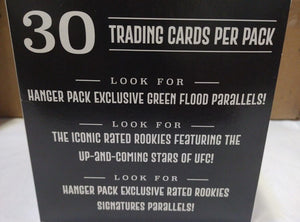 30 TRADING CARDS PER PACK
LOOK FOR
HANGER PACK EXCLUSIVE GREEN FLOOD PARALLELS!
LOOK FOR
THE ICONIC RATED ROOKIES FEATURING THE
UP-AND-COMING STARS OF UFC!
LOOK FOR
HANGER PACK EXCLUSIVE RATED ROOKIES
SIGNATURES PARALLELS!